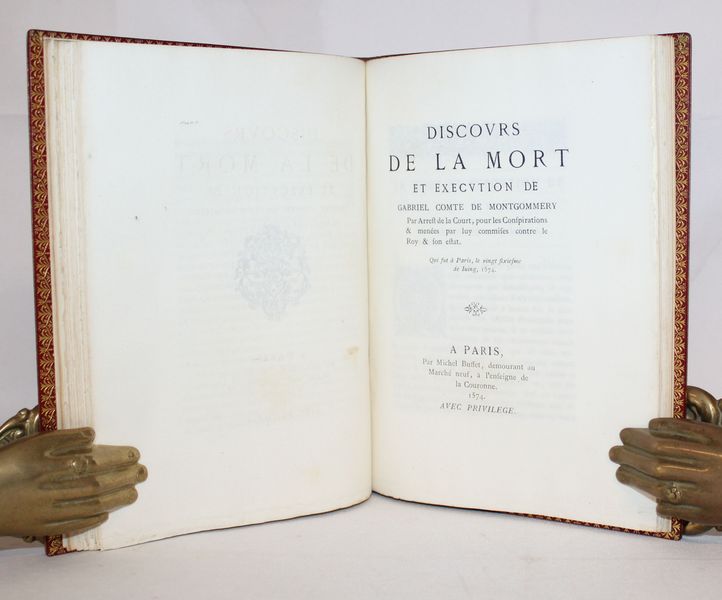 DISCOVRS
DE LA MORT
ET EXECVTION DE
GABRIEL COMTE DE MONTGOMMERY
Par Arreſt de la Court, pour les Conſpirations
& menées par luy commiſes contre le
Roy & ſon eſtat.
Qui fut à Paris, le vingt ſixieſme
de Iuing, 1574.
A PARIS,
Par Michel Buffet, demourant au
Marché neuf, à l'enſeigne de
la Couronne.
1574.
AVEC PRIVILEGE.